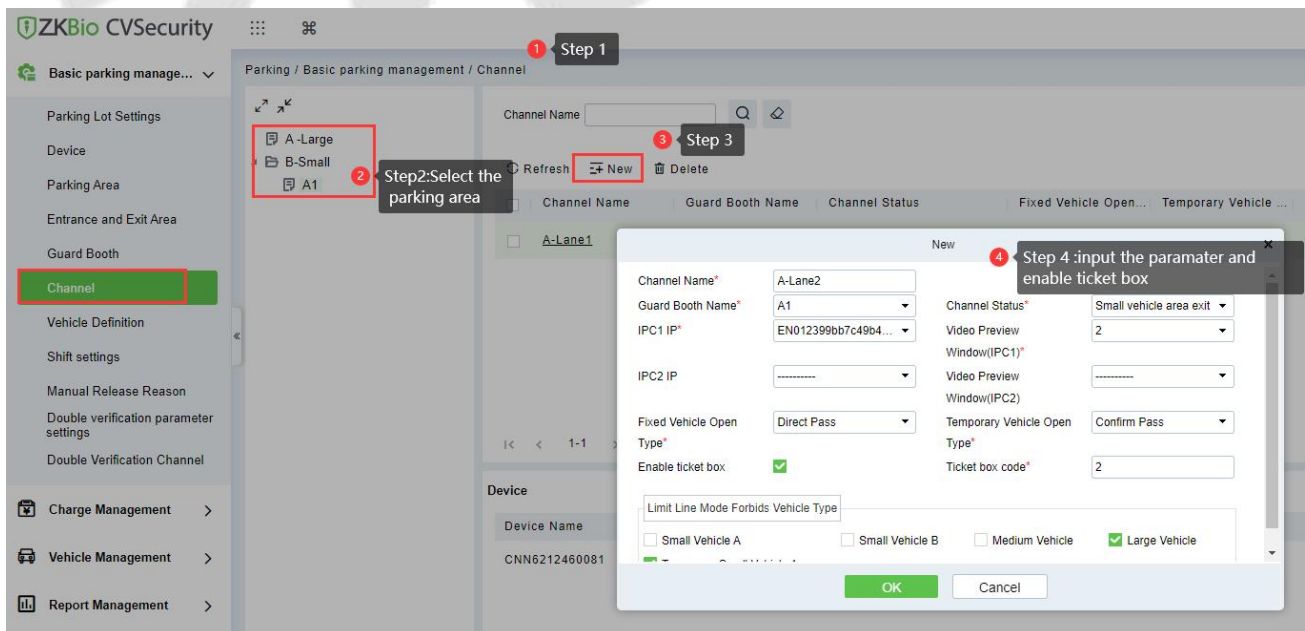 ZKBio CVSecurity
1 Step 1
Basic parking manage...
Parking / Basic parking management / Channel
Parking Lot Settings
Device
Parking Area
Entrance and Exit Area
Guard Booth
Channel
Vehicle Definition
Shift settings
Manual Release Reason
Double verification parameter
settings
Double Verification Channel
Charge Management
Vehicle Management
Report Management
A -Large
B-Small
A1
2 Step2:Select the
parking area
Channel Name
3 Step 3
Refresh New Delete
Channel Name Guard Booth Name Channel Status Fixed Vehicle Open... Temporary Vehicle ...
A-Lane1
1-1
Device
Device Name
CNN6212460081
New
4 Step 4 :input the paramater and
enable ticket box
Channel Name* A-Lane2
Guard Booth Name* A1 Channel Status* Small vehicle area exit
IPC1 IP* EN012399bb7c49b4... Video Preview 2
Window(IPC1)*
IPC2 IP ---------- Video Preview ----------
Window(IPC2)
Fixed Vehicle Open Direct Pass Temporary Vehicle Open Confirm Pass
Type* Type*
Enable ticket box Ticket box code* 2
Limit Line Mode Forbids Vehicle Type
Small Vehicle A Small Vehicle B Medium Vehicle Large Vehicle
OK Cancel